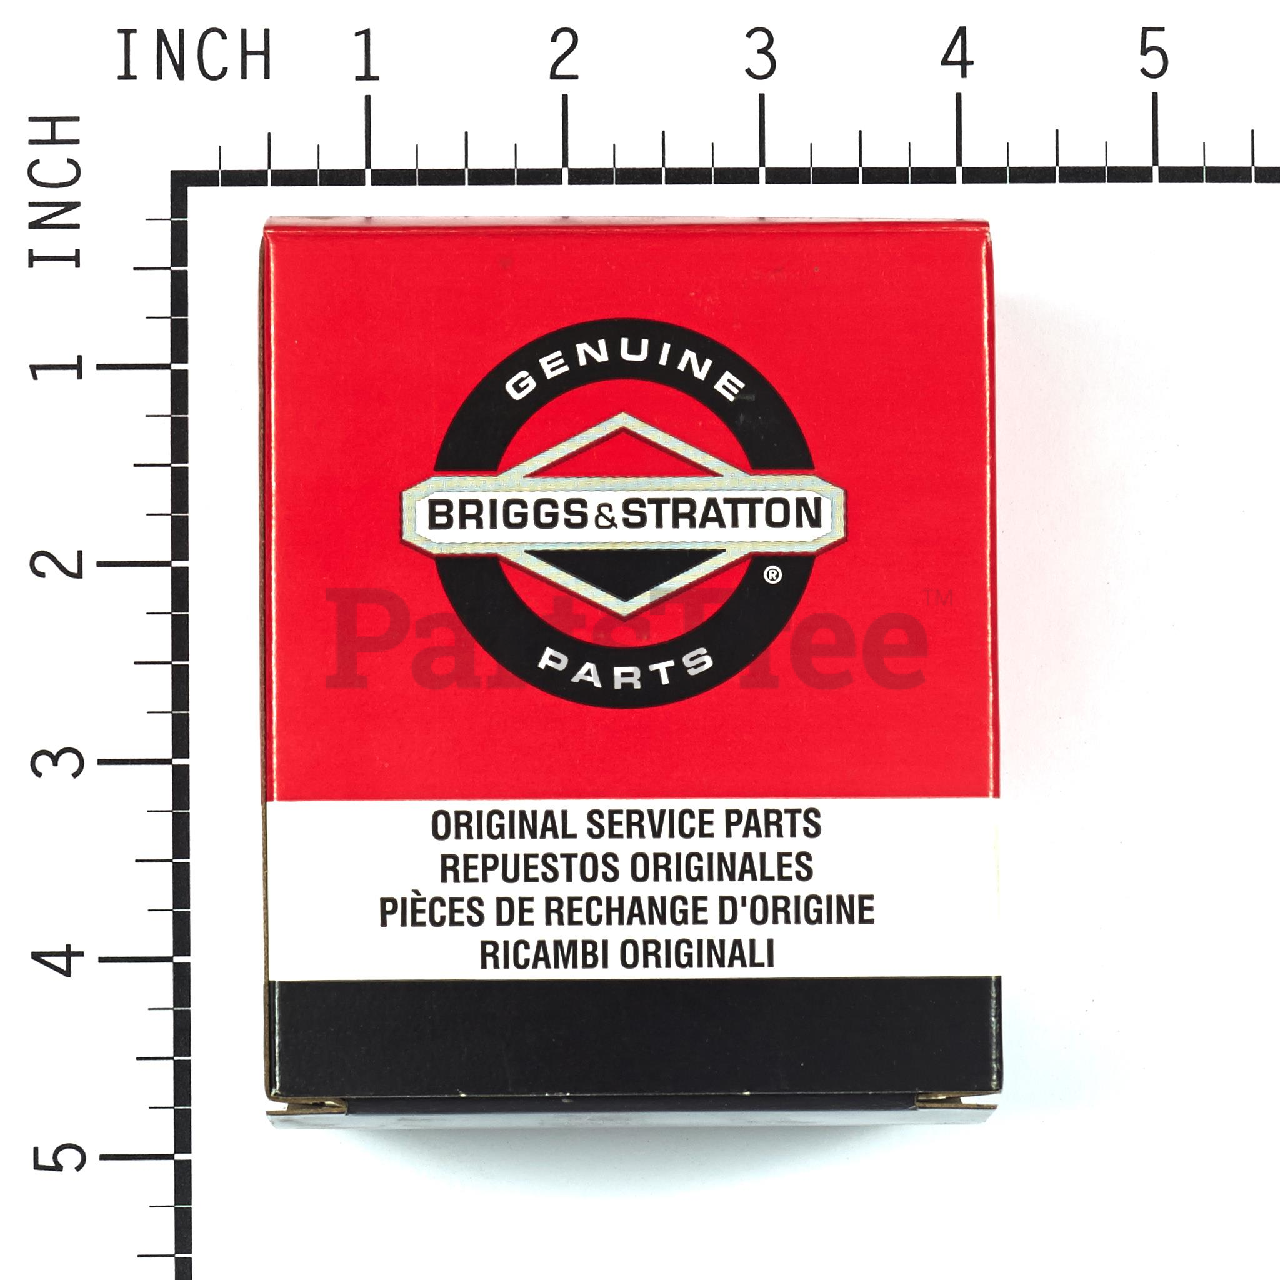 INCH 1 2 3 4 5
INCH
1
2
3
4
5
GENUINE
BRIGGS&STRATTON
®
PartsTree™
PARTS
ORIGINAL SERVICE PARTS
REPUESTOS ORIGINALES
PIÈCES DE RECHANGE D'ORIGINE
RICAMBI ORIGINALI